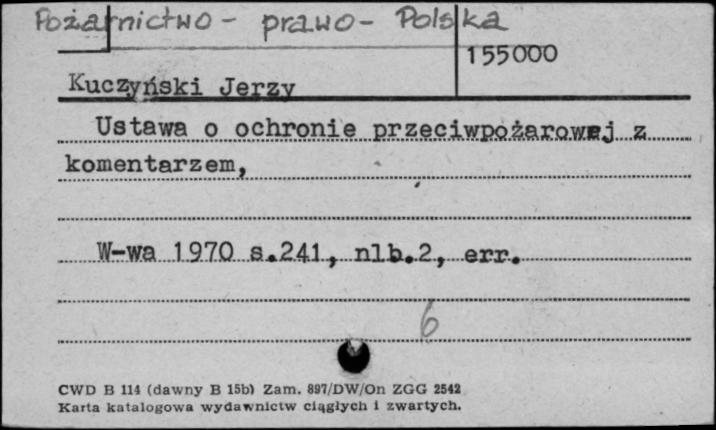 Pożarnictwo - prawo - Polska
155000
Kuczyński Jerzy
Ustawa o ochronie przeciwpożarowej z
komentarzem,
W-wa 1970 s.241, nlb.2, err.
6
CWD B 114 (dawny B 15b) Zam. 897/DW/On ZGG 2542
Karta katalogowa wydawnictw ciągłych i zwartych.